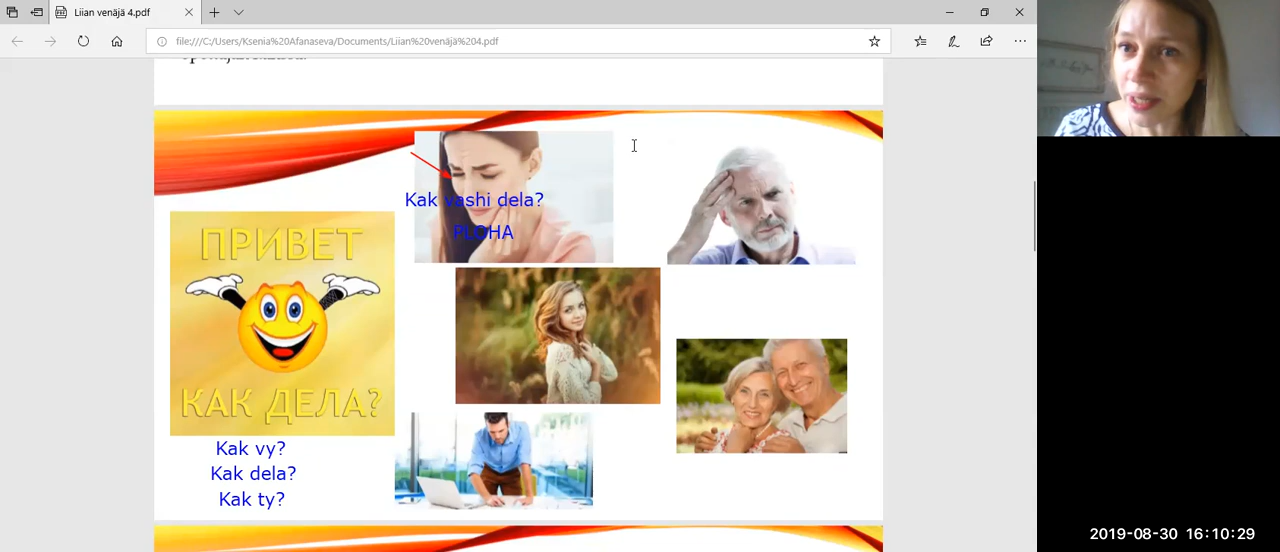 Liian venäjä 4.pdf
file:///C:/Users/Ksenia%20Afanaseva/Documents/Liian%20venäjä%204.pdf
Kak vashi dela?
PLOHA
ПРИВЕТ
КАК ДЕЛА?
Kak vy?
Kak dela?
Kak ty?
2019-08-30 16:10:29